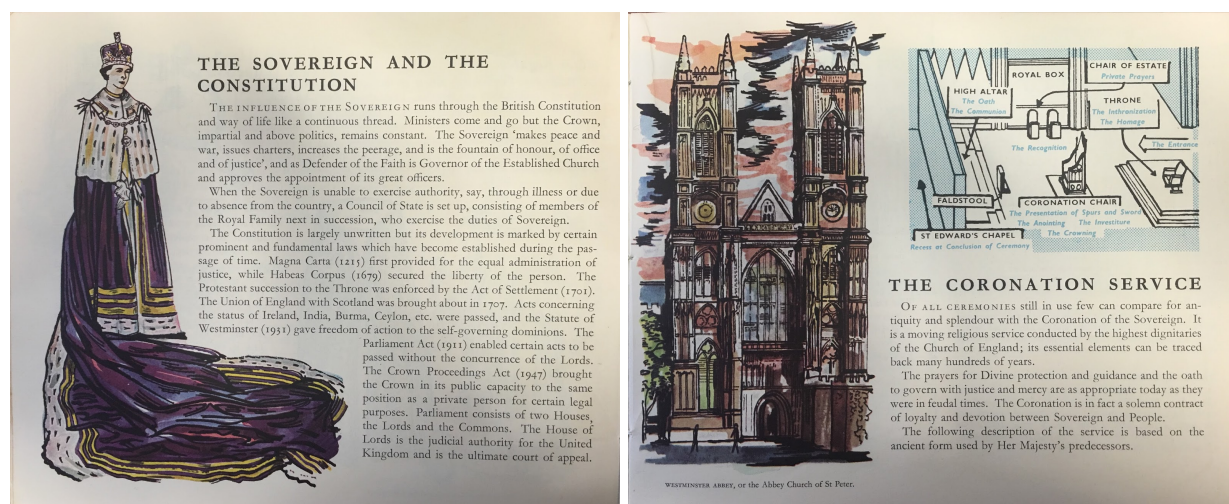 THE SOVEREIGN AND THE
CONSTITUTION
THE INFLUENCE OF THE SOVEREIGN runs through the British Constitution
and way of life like a continuous thread. Ministers come and go but the Crown,
impartial and above politics, remains constant. The Sovereign 'makes peace and
war, issues charters, increases the peerage, and is the fountain of honour, of office
and of justice', and as Defender of the Faith is Governor of the Established Church
and approves the appointment of its great officers.
When the Sovereign is unable to exercise authority, say, through illness or due
to absence from the country, a Council of State is set up, consisting of members of
the Royal Family next in succession, who exercise the duties of Sovereign.
The Constitution is largely unwritten but its development is marked by certain
prominent and fundamental laws which have become established during the pas-
sage of time. Magna Carta (1215) first provided for the equal administration of
justice, while Habeas Corpus (1679) secured the liberty of the person. The
Protestant succession to the Throne was enforced by the Act of Settlement (1701).
The Union of England with Scotland was brought about in 1707. Acts concerning
the status of Ireland, India, Burma, Ceylon, etc. were passed, and the Statute of
Westminster (1931) gave freedom of action to the self-governing dominions. The
Parliament Act (1911) enabled certain acts to be
passed without the concurrence of the Lords.
The Crown Proceedings Act (1947) brought
the Crown in its public capacity to the same
position as a private person for certain legal
purposes. Parliament consists of two Houses,
the Lords and the Commons. The House of
Lords is the judicial authority for the United
Kingdom and is the ultimate court of appeal.
WESTMINSTER ABBEY, or the Abbey Church of St Peter.
ROYAL BOX
CHAIR OF ESTATE
Private Prayers
HIGH ALTAR
The Oath
The Communion
THRONE
The Inthronization
The Homage
The Recognition
The Entrance
FALDSTOOL
CORONATION CHAIR
The Presentation of Spurs and Sword
The Anointing The Investiture
The Crowning
ST EDWARD'S CHAPEL
Recess at Conclusion of Ceremony
THE CORONATION SERVICE
OF ALL CEREMONIES still in use few can compare for an-
tiquity and splendour with the Coronation of the Sovereign. It
is a moving religious service conducted by the highest dignitaries
of the Church of England; its essential elements can be traced
back many hundreds of years.
The prayers for Divine protection and guidance and the oath
to govern with justice and mercy are as appropriate today as they
were in feudal times. The Coronation is in fact a solemn contract
of loyalty and devotion between Sovereign and People.
The following description of the service is based on the
ancient form used by Her Majesty's predecessors.